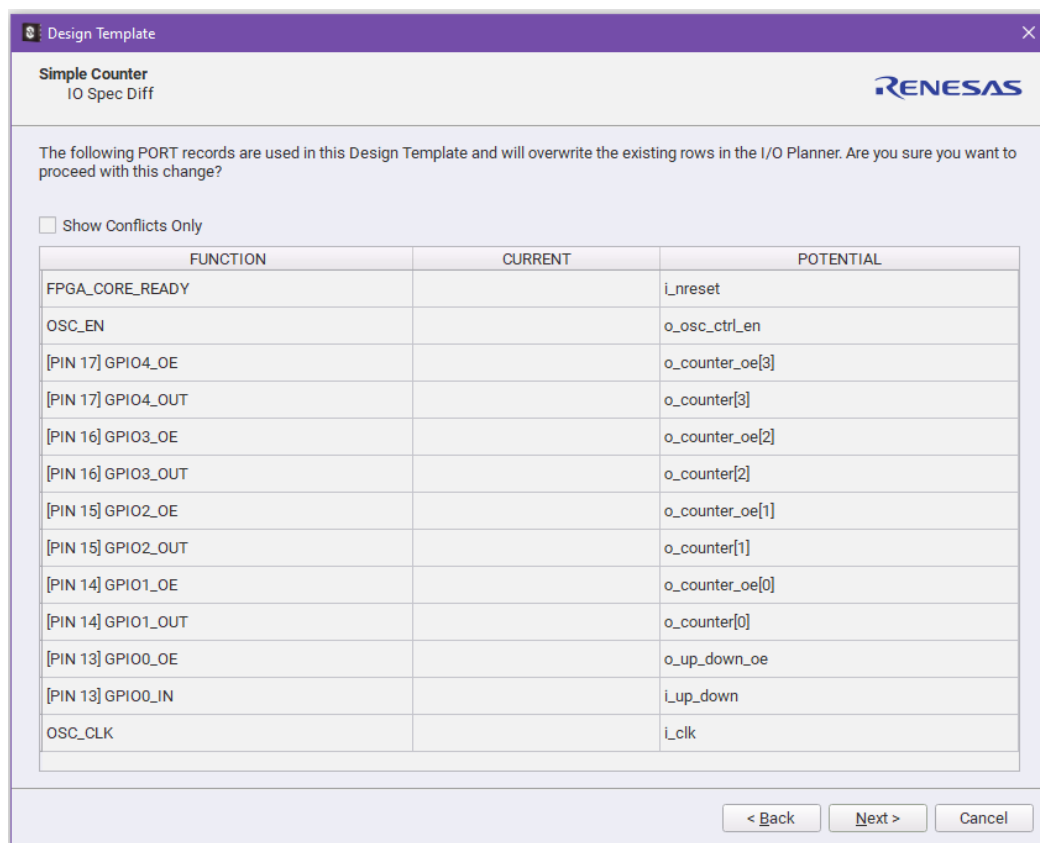 Design Template
Simple Counter
IO Spec Diff
RENESAS
The following PORT records are used in this Design Template and will overwrite the existing rows in the I/O Planner. Are you sure you want to
proceed with this change?
Show Conflicts Only
FUNCTION CURRENT POTENTIAL
FPGA_CORE_READY i_nreset
OSC_EN o_osc_ctrl_en
[PIN 17] GPIO4_OE o_counter_oe[3]
[PIN 17] GPIO4_OUT o_counter[3]
[PIN 16] GPIO3_OE o_counter_oe[2]
[PIN 16] GPIO3_OUT o_counter[2]
[PIN 15] GPIO2_OE o_counter_oe[1]
[PIN 15] GPIO2_OUT o_counter[1]
[PIN 14] GPIO1_OE o_counter_oe[0]
[PIN 14] GPIO1_OUT o_counter[0]
[PIN 13] GPIO0_OE o_up_down_oe
[PIN 13] GPIO0_IN i_up_down
OSC_CLK i_clk
< Back Next > Cancel